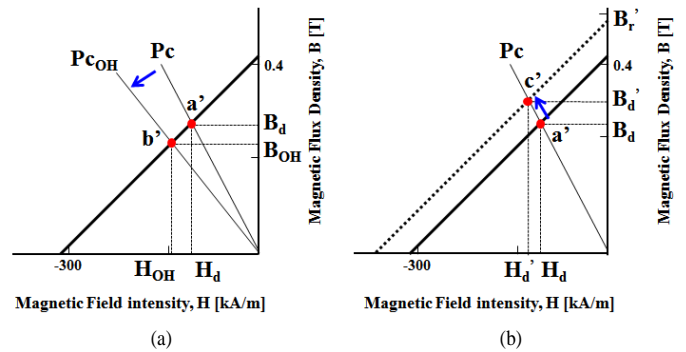 Pc_OH
Pc
0.4
a'
b'
B_d
B_OH
-300
H_OH
H_d
Magnetic Flux Density, B [T]
Magnetic Field intensity, H [kA/m]
(a)
B_r'
Pc
0.4
c'
B_d'
a'
B_d
-300
H_d'
H_d
Magnetic Flux Density, B [T]
Magnetic Field intensity, H [kA/m]
(b)